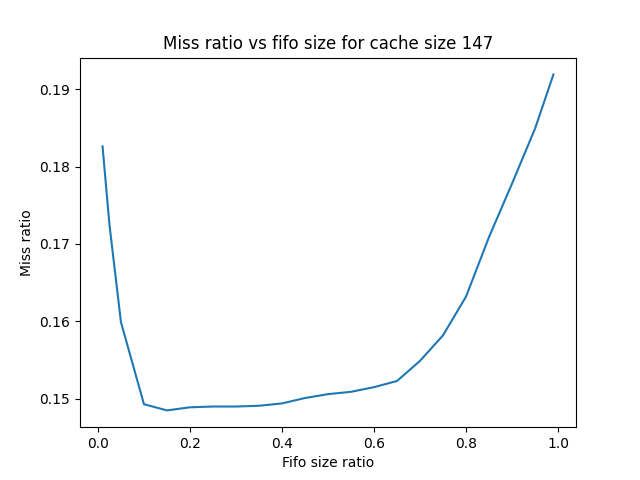 Miss ratio vs fifo size for cache size 147
0.19
0.18
0.17
0.16
0.15
Miss ratio
0.0 0.2 0.4 0.6 0.8 1.0
Fifo size ratio